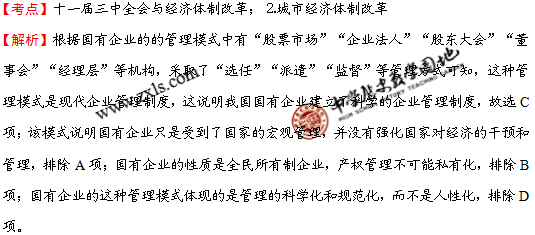 【考点】十一届三中全会与经济体制改革； 2.城市经济体制改革
【解析】根据国有企业的的管理模式中有“股票市场”“企业法人”“股东大会”“董
事会”“经理层”等机构，采取了“选任”“派遣”“监督”等管理方式可知，这种管
理模式是现代企业管理制度，这说明我国国有企业建立了科学的企业管理制度，故选 C
项；该模式说明国有企业只是受到了国家的宏观管理，并没有强化国家对经济的干预和
管理，排除 A 项；国有企业的性质是全民所有制企业，产权管理不可能私有化，排除 B
项；国有企业的这种管理模式体现的是管理的科学化和规范化，而不是人性化，排除 D
项。
www.zxls.com
中学历史教学园地